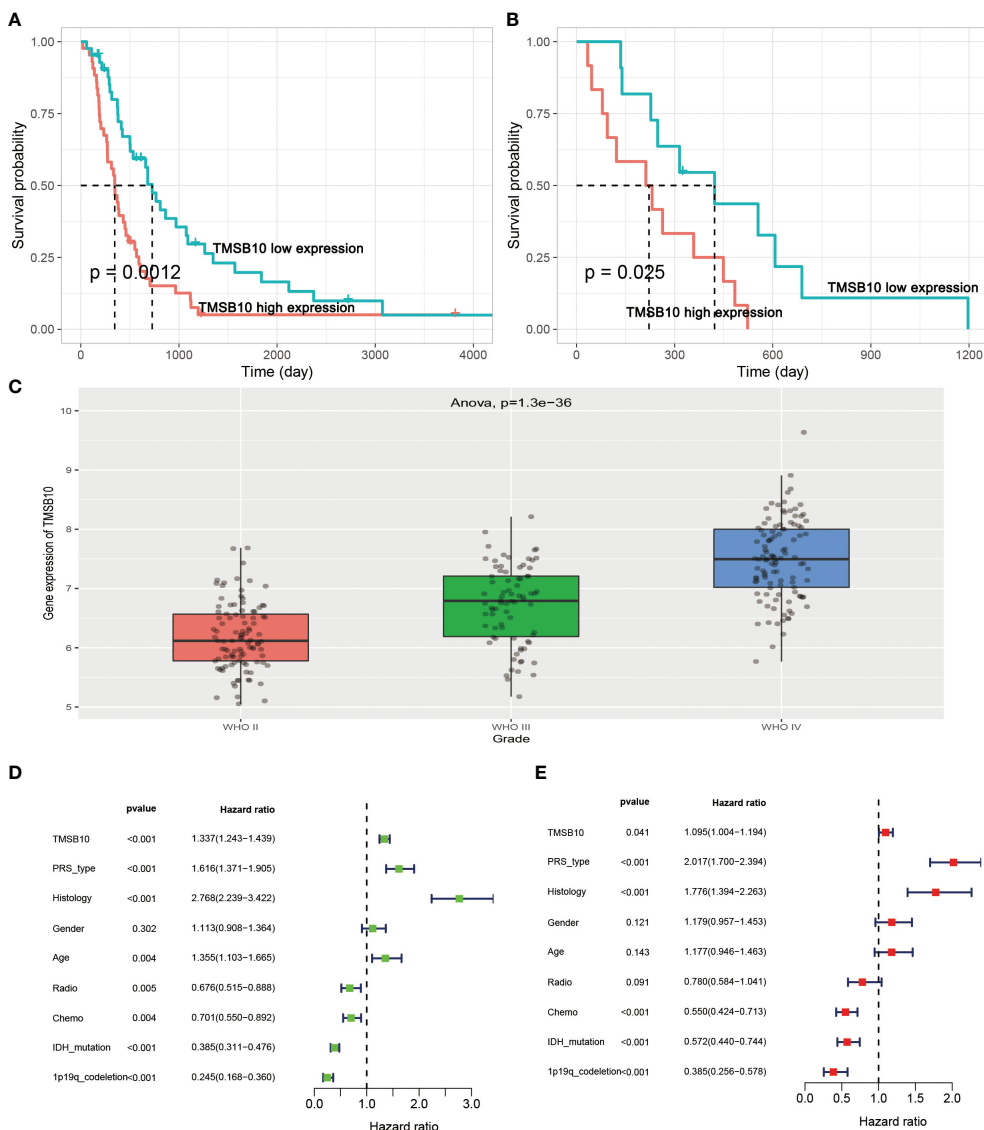 A
1.00
0.75
0.50
0.25
0.00
Survival probability
TMSB10 low expression
p = 0.0012
TMSB10 high expression
0 1000 2000 3000 4000
Time (day)
B
1.00
0.75
0.50
0.25
0.00
Survival probability
p = 0.025
TMSB10 low expression
TMSB10 high expression
0 300 600 900 1200
Time (day)
C
Anova, p=1.3e−36
10
9
8
7
6
5
Gene expression of TMSB10
WHO II WHO III WHO IV
Grade
D
pvalue Hazard ratio
TMSB10 <0.001 1.337(1.243−1.439)
PRS_type <0.001 1.616(1.371−1.905)
Histology <0.001 2.768(2.239−3.422)
Gender 0.302 1.113(0.908−1.364)
Age 0.004 1.355(1.103−1.665)
Radio 0.005 0.676(0.515−0.888)
Chemo 0.004 0.701(0.550−0.892)
IDH_mutation <0.001 0.385(0.311−0.476)
1p19q_codeletion<0.001 0.245(0.168−0.360)
0.0 1.0 2.0 3.0
Hazard ratio
E
pvalue Hazard ratio
TMSB10 0.041 1.095(1.004−1.194)
PRS_type <0.001 2.017(1.700−2.394)
Histology <0.001 1.776(1.394−2.263)
Gender 0.121 1.179(0.957−1.453)
Age 0.143 1.177(0.946−1.463)
Radio 0.091 0.780(0.584−1.041)
Chemo <0.001 0.550(0.424−0.713)
IDH_mutation <0.001 0.572(0.440−0.744)
1p19q_codeletion<0.001 0.385(0.256−0.578)
0.0 0.5 1.0 1.5 2.0
Hazard ratio